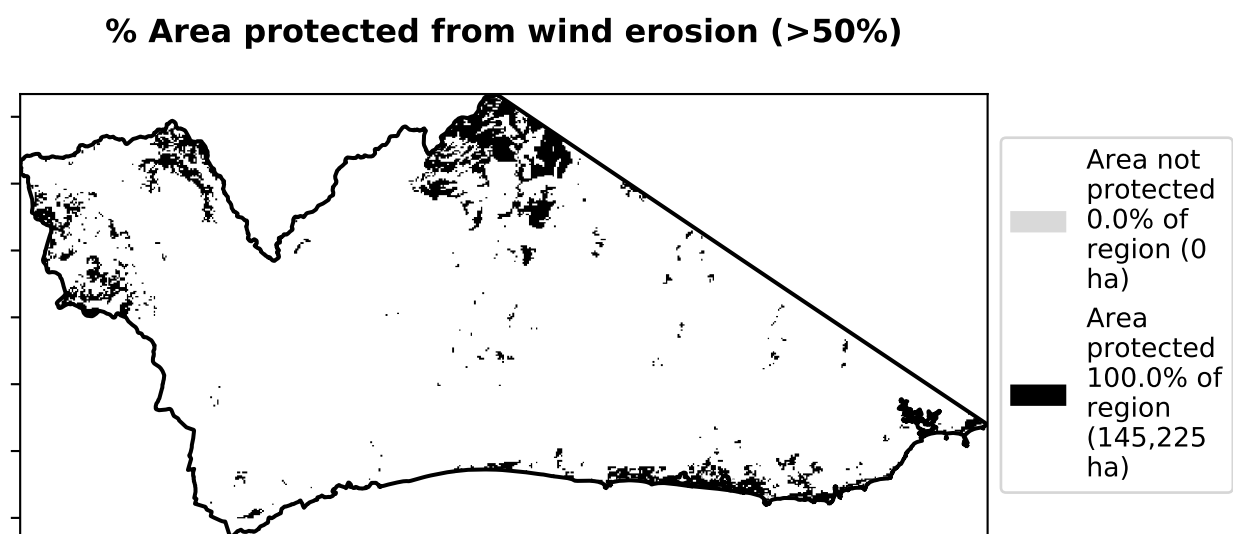 % Area protected from wind erosion (>50%)
Area not
protected
0.0% of
region (0
ha)
Area
protected
100.0% of
region
(145,225
ha)